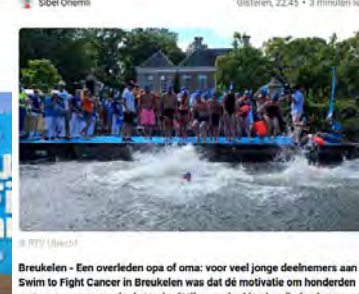 Sibel Önemli
Gisteren, 22.45 • 3 minuten
© RTV Utrecht
Breukelen - Een overleden opa of oma: voor veel jonge deelnemers aan
Swim to Fight Cancer in Breukelen was dat dé motivatie om honderden